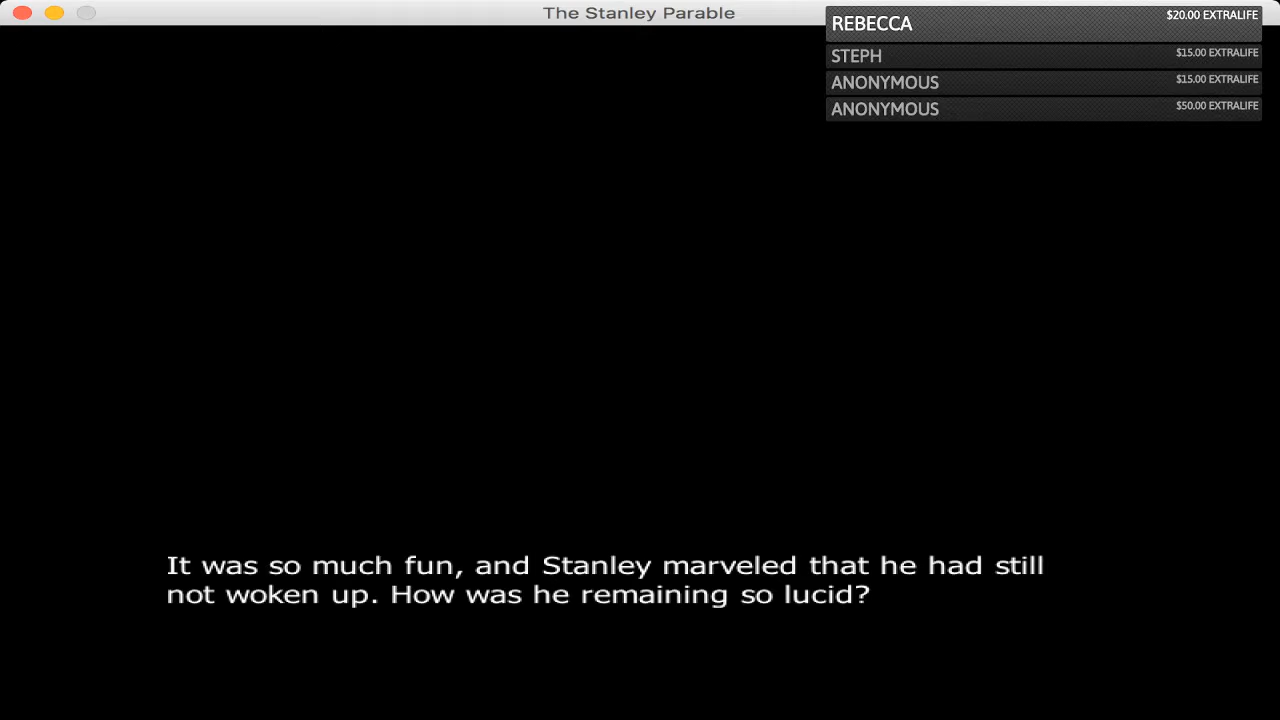 The Stanley Parable
REBECCA $20.00 EXTRALIFE
STEPH $15.00 EXTRALIFE
ANONYMOUS $15.00 EXTRALIFE
ANONYMOUS $50.00 EXTRALIFE
It was so much fun, and Stanley marveled that he had still
not woken up. How was he remaining so lucid?